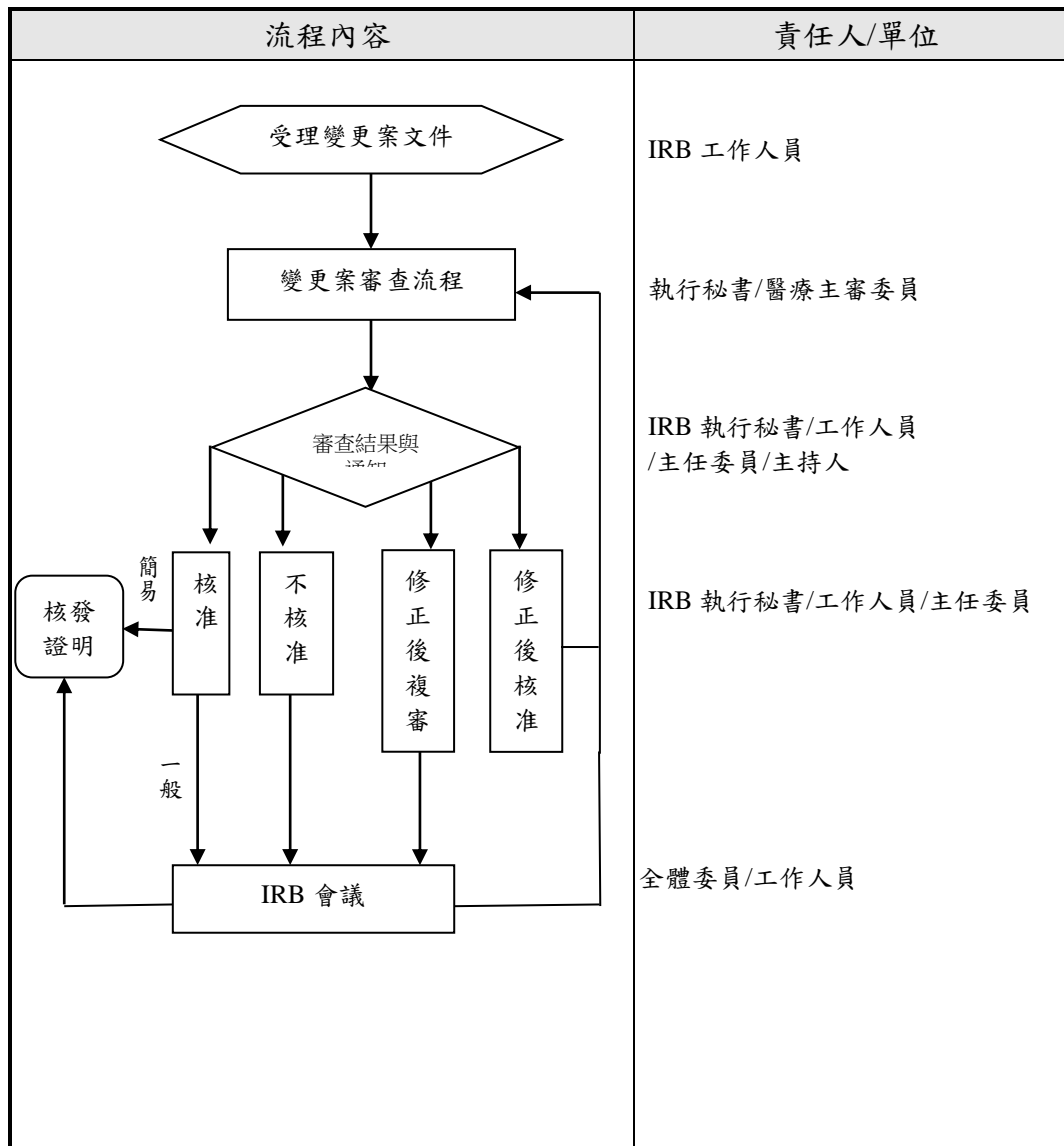 流程內容
責任人/單位
受理變更案文件
IRB 工作人員
變更案審查流程
執行秘書/醫療主審委員
審查結果與
IRB 執行秘書/工作人員
/主任委員/主持人
簡易
核發
證明
核准
不核准
修正後複審
修正後核准
IRB 執行秘書/工作人員/主任委員
一般
IRB 會議
全體委員/工作人員